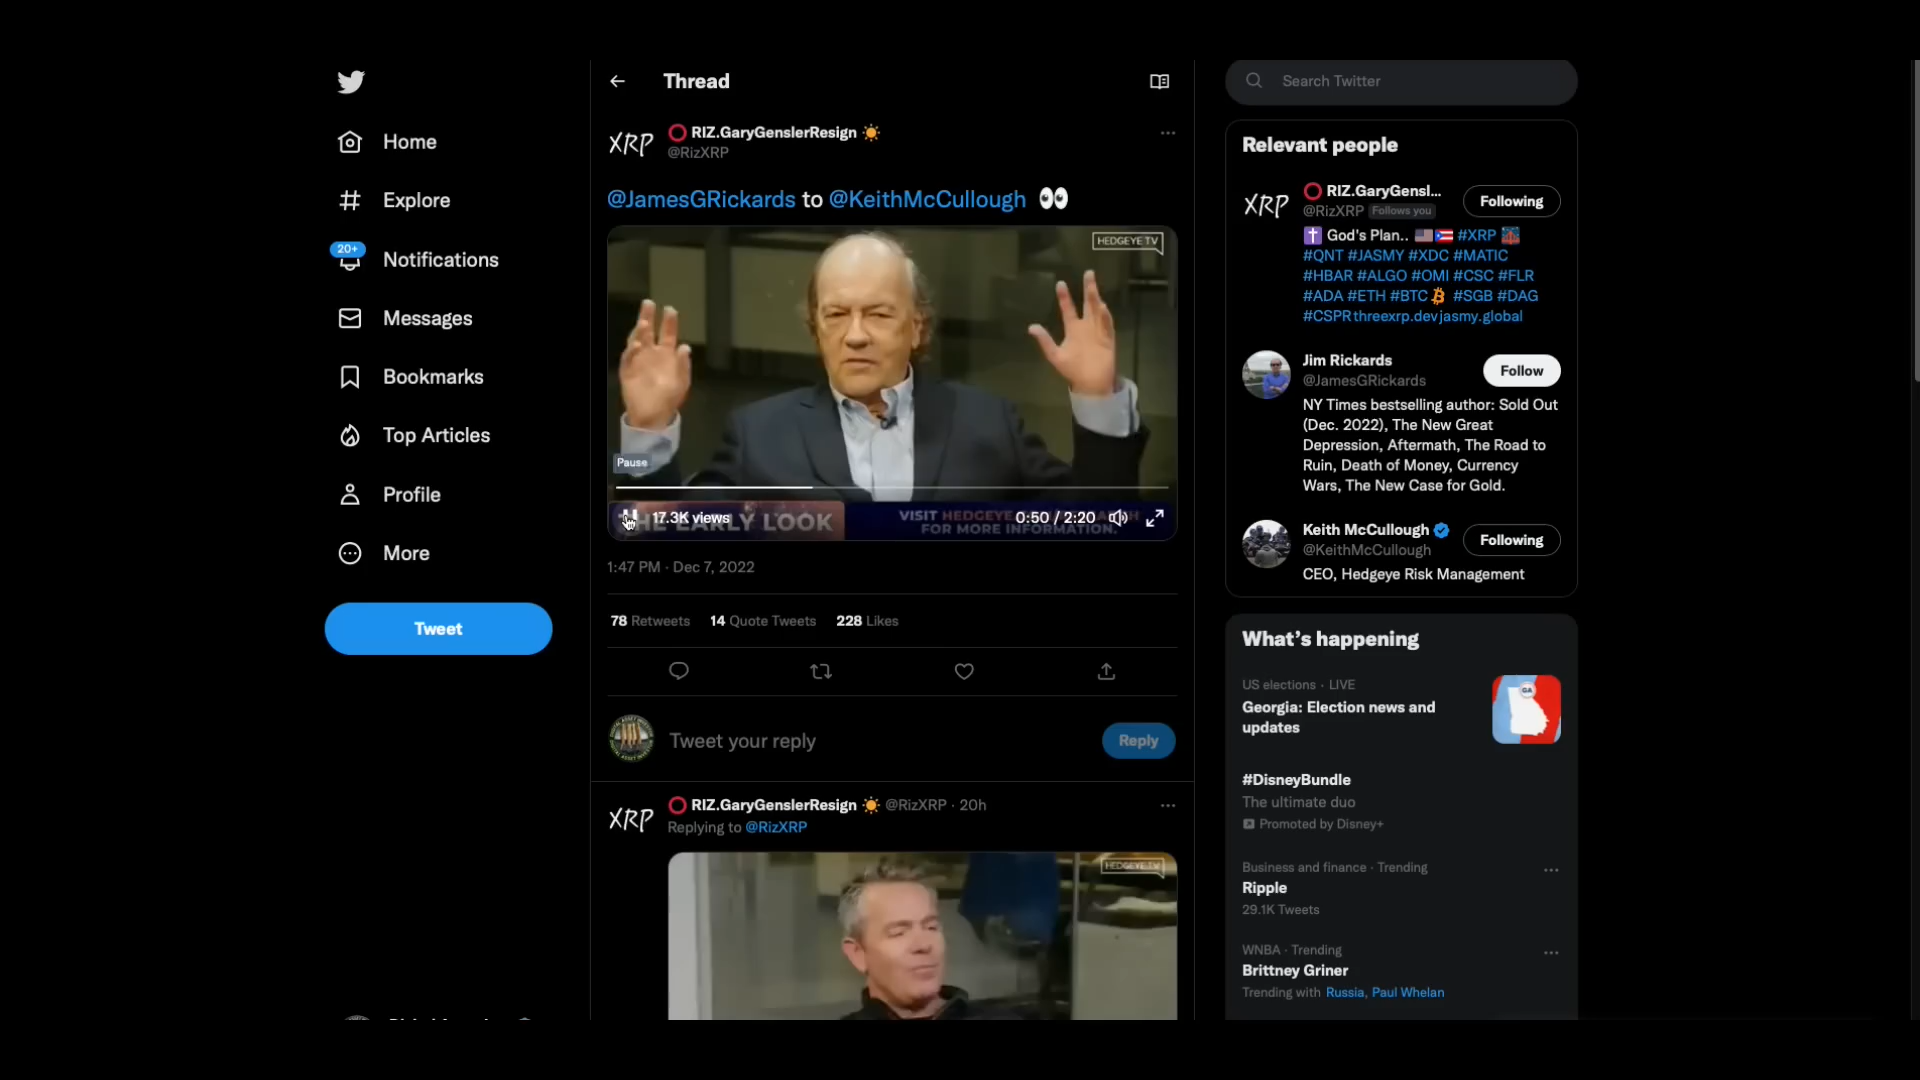 Home
Explore
20+
Notifications
Messages
Bookmarks
Top Articles
Profile
More
Tweet
Thread
XRP
RIZ.GaryGenslerResign
@RizXRP
@JamesGRickards to @KeithMcCullough
HEDGEYE TV
Pause
17.3K views
EARLY LOOK
0:50 / 2:20
VISIT HEDGEYE
FOR MORE INFORMATION.
1:47 PM · Dec 7, 2022
78 Retweets 14 Quote Tweets 228 Likes
Tweet your reply
Reply
XRP
RIZ.GaryGenslerResign @RizXRP · 20h
Replying to @RizXRP
HEDGEYE TV
Search Twitter
Relevant people
XRP
RIZ.GaryGensl...
@RizXRP Follows you
Following
God's Plan.. #XRP
#QNT #JASMY #XDC #MATIC
#HBAR #ALGO #OMI #CSC #FLR
#ADA #ETH #BTC #SGB #DAG
#CSPRthreexrp.devjasmy.global
Jim Rickards
@JamesGRickards
Follow
NY Times bestselling author: Sold Out
(Dec. 2022), The New Great
Depression, Aftermath, The Road to
Ruin, Death of Money, Currency
Wars, The New Case for Gold.
Keith McCullough
@KeithMcCullough
Following
CEO, Hedgeye Risk Management
What's happening
US elections · LIVE
Georgia: Election news and
updates
GA
#DisneyBundle
The ultimate duo
Promoted by Disney+
Business and finance · Trending
Ripple
29.1K Tweets
WNBA · Trending
Brittney Griner
Trending with Russia, Paul Whelan